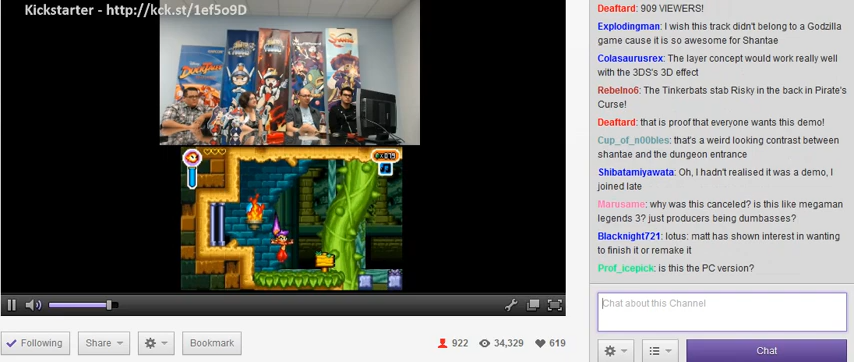 Kickstarter - http://kck.st/1ef5o9D
DUCKTALES
Following
Share
Bookmark
922
34,329
619
Deaftard: 909 VIEWERS!
Explodingman: I wish this track didn't belong to a Godzilla
game cause it is so awesome for Shantae
Colasaurusrex: The layer concept would work really well
with the 3DS's 3D effect
Rebelno6: The Tinkerbats stab Risky in the back in Pirate's
Curse!
Deaftard: that is proof that everyone wants this demo!
Cup_of_n00bles: that's a weird looking contrast between
shantae and the dungeon entrance
Shibatamiyawata: Oh, I hadn't realised it was a demo, I
joined late
Marusame: why was this canceled? is this like megaman
legends 3? just producers being dumbasses?
Blacknight721: lotus: matt has shown interest in wanting
to finish it or remake it
Prof_icepick: is this the PC version?
Chat about this Channel
Chat